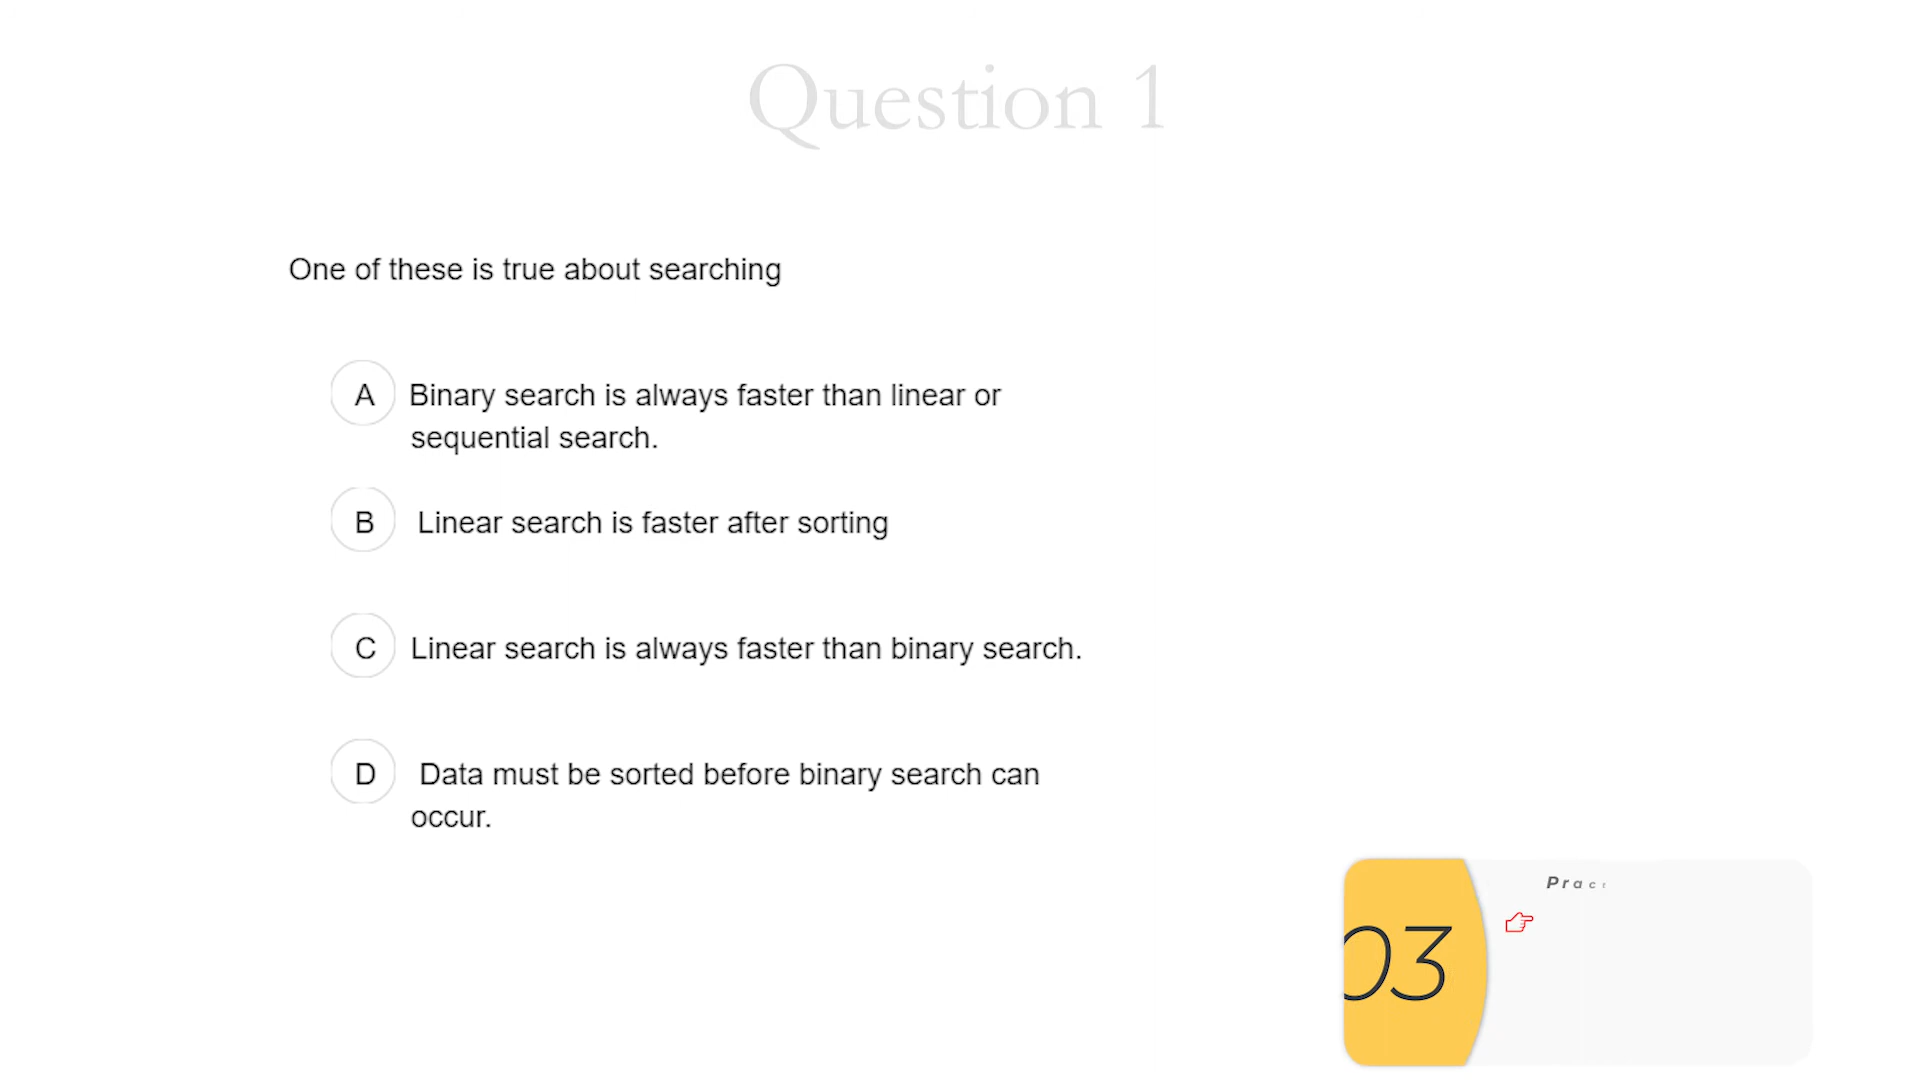 Question 1
One of these is true about searching
A Binary search is always faster than linear or
sequential search.
B Linear search is faster after sorting
C Linear search is always faster than binary search.
D Data must be sorted before binary search can
occur.
03
Pract